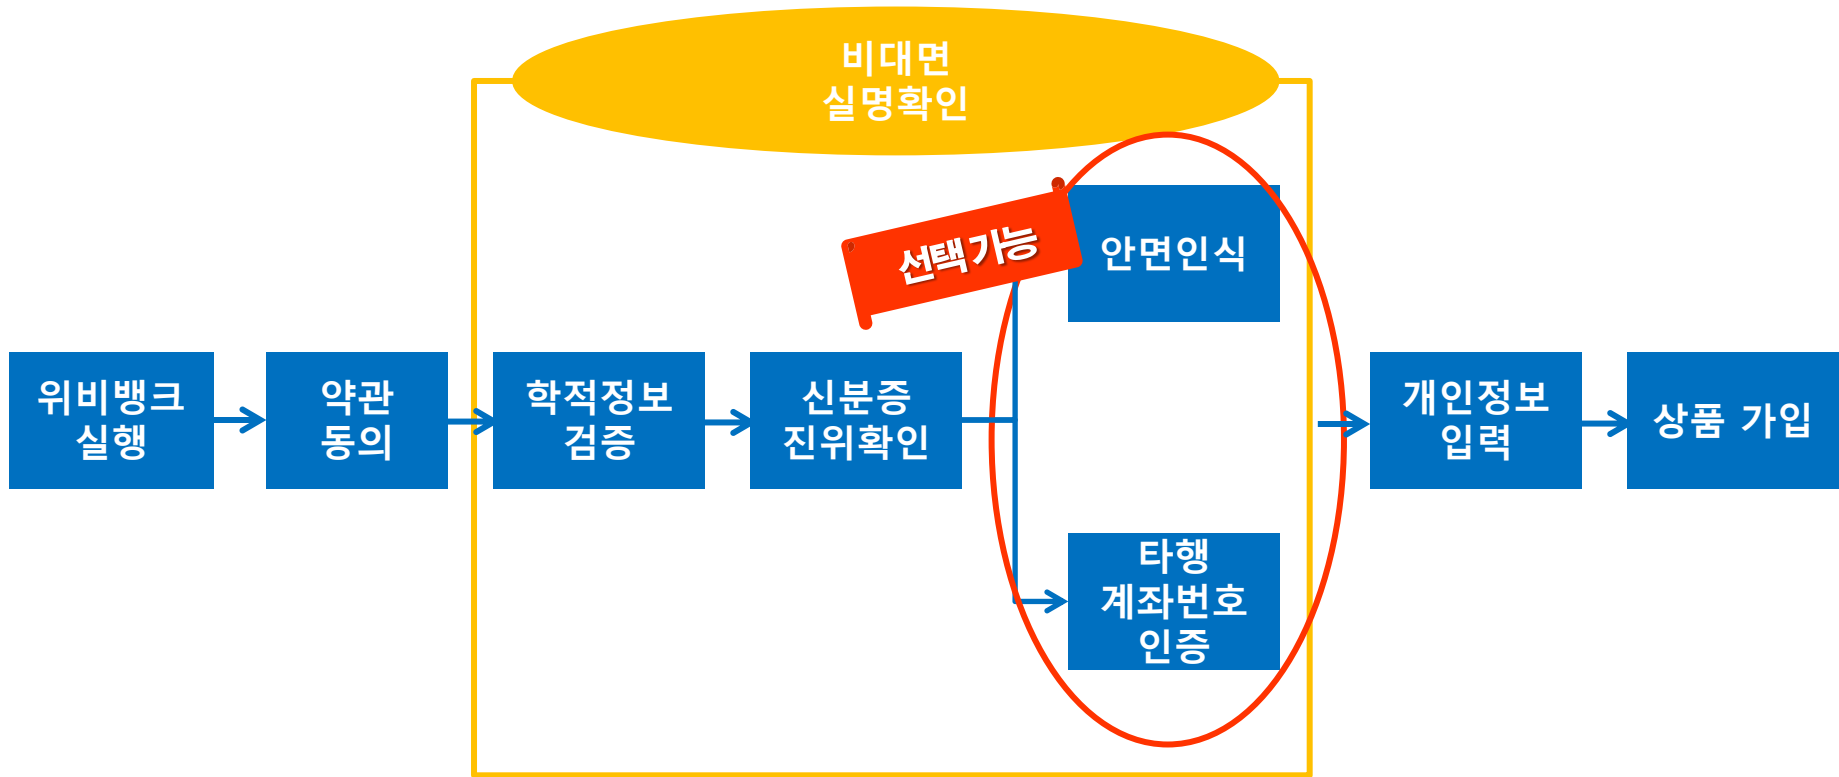 비대면
실명확인
선택 가능
안면인식
위비뱅크
실행
약관
동의
학적정보
검증
신분증
진위확인
타행
계좌번호
인증
개인정보
입력
상품 가입